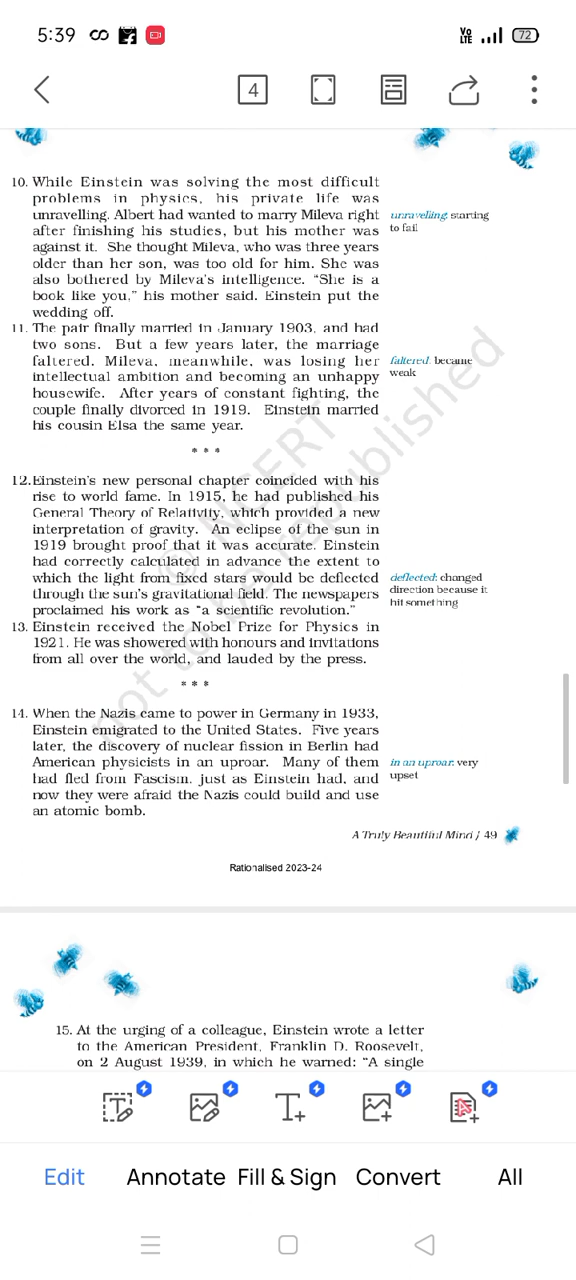 5:39
Vo
LTE
72
4
10. While Einstein was solving the most difficult
problems in physics, his private life was
unravelling. Albert had wanted to marry Mileva right
after finishing his studies, but his mother was
against it. She thought Mileva, who was three years
older than her son, was too old for him. She was
also bothered by Mileva's intelligence. "She is a
book like you," his mother said. Einstein put the
wedding off.
unravelling: starting
to fail
11. The pair finally married in January 1903, and had
two sons. But a few years later, the marriage
faltered. Mileva, meanwhile, was losing her
intellectual ambition and becoming an unhappy
housewife. After years of constant fighting, the
couple finally divorced in 1919. Einstein married
his cousin Elsa the same year.
faltered: became
weak
* * *
12. Einstein's new personal chapter coincided with his
rise to world fame. In 1915, he had published his
General Theory of Relativity, which provided a new
interpretation of gravity. An eclipse of the sun in
1919 brought proof that it was accurate. Einstein
had correctly calculated in advance the extent to
which the light from fixed stars would be deflected
through the sun's gravitational field. The newspapers
proclaimed his work as "a scientific revolution."
deflected: changed
direction because it
hit something
13. Einstein received the Nobel Prize for Physics in
1921. He was showered with honours and invitations
from all over the world, and lauded by the press.
* * *
14. When the Nazis came to power in Germany in 1933,
Einstein emigrated to the United States. Five years
later, the discovery of nuclear fission in Berlin had
American physicists in an uproar. Many of them
had fled from Fascism, just as Einstein had, and
now they were afraid the Nazis could build and use
an atomic bomb.
in an uproar: very
upset
© NCERT
not to be republished
A Truly Beautiful Mind / 49
Rationalised 2023-24
15. At the urging of a colleague, Einstein wrote a letter
to the American President, Franklin D. Roosevelt,
on 2 August 1939, in which he warned: "A single
Edit
Annotate
Fill & Sign
Convert
All